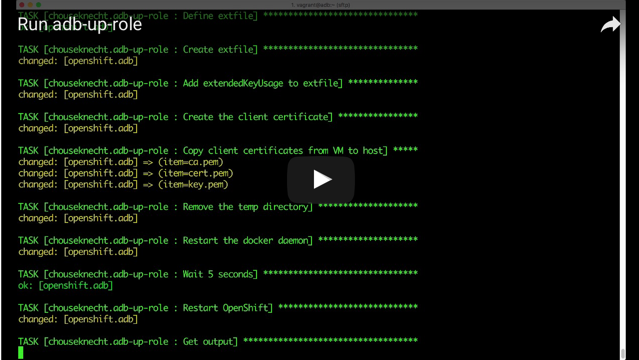 Run adb-up-role
TASK [chouseknecht.adb-up-role : Define extfile] ******************
TASK [chouseknecht.adb-up-role : Create extfile] ******************
changed: [openshift.adb]
TASK [chouseknecht.adb-up-role : Add extendedKeyUsage to extfile] **************
changed: [openshift.adb]
TASK [chouseknecht.adb-up-role : Create the client certificate] ****************
changed: [openshift.adb]
TASK [chouseknecht.adb-up-role : Copy client certificates from VM to host] *****
changed: [openshift.adb] => (item=ca.pem)
changed: [openshift.adb] => (item=cert.pem)
changed: [openshift.adb] => (item=key.pem)
TASK [chouseknecht.adb-up-role : Remove the temp directory] ********************
changed: [openshift.adb]
TASK [chouseknecht.adb-up-role : Restart the docker daemon] ********************
changed: [openshift.adb]
TASK [chouseknecht.adb-up-role : Wait 5 seconds] *******************************
ok: [openshift.adb]
TASK [chouseknecht.adb-up-role : Restart OpenShift] ****************************
changed: [openshift.adb]
TASK [chouseknecht.adb-up-role : Get output] ***********************************